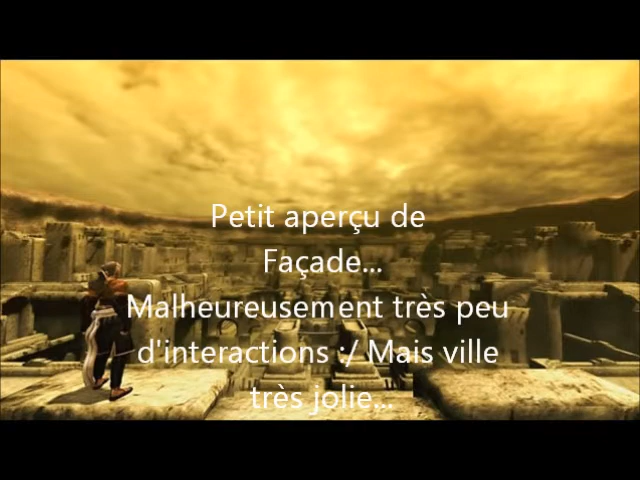 Petit aperçu de
Façade...
Malheureusement très peu
d'interactions :/ Mais ville
très jolie...